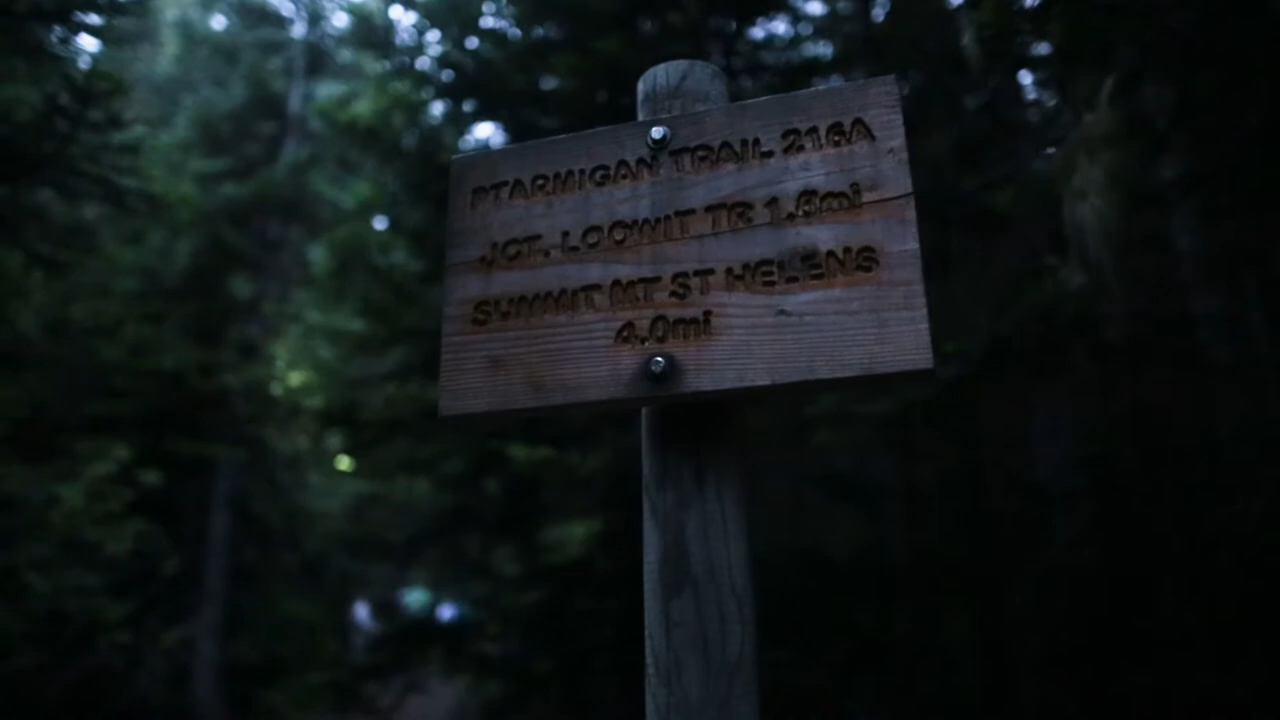 PTARMIGAN TRAIL 216A
JCT. LOOWIT TR 1.6mi
SUMMIT MT ST HELENS
4.0mi